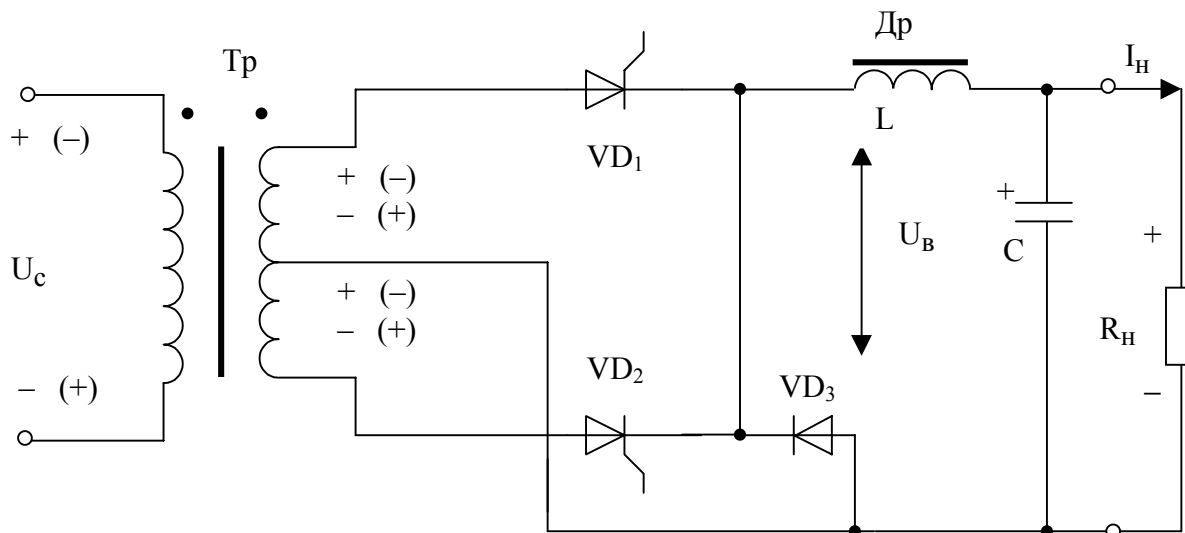 Тр
Др
Iн
+ (–)
L
VD1
+ (–)
– (+)
Uс
Uв
+
C
+
+ (–)
– (+)
Rн
VD2
VD3
– (+)
–